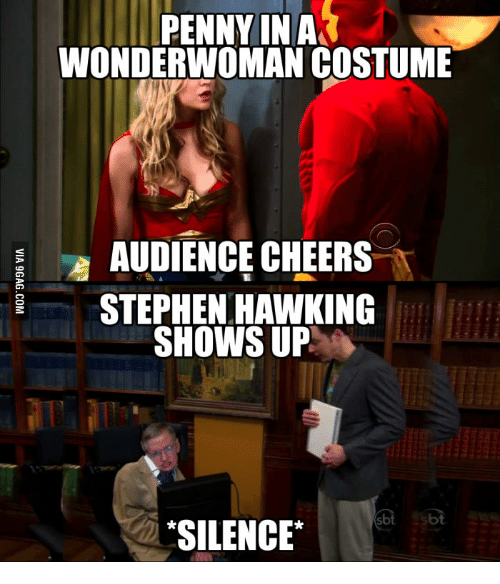 PENNY IN A
WONDERWOMAN COSTUME
AUDIENCE CHEERS
VIA 9GAG.COM
STEPHEN HAWKING
SHOWS UP
*SILENCE*
sbt sbt